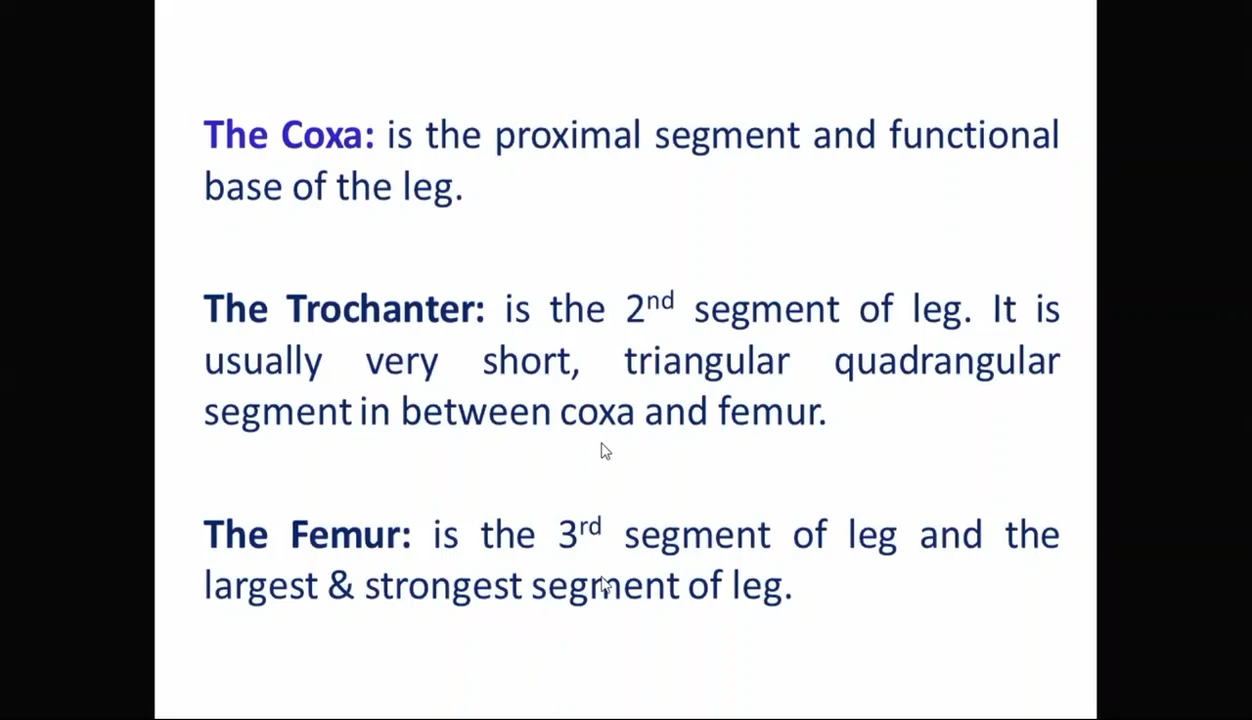 The Coxa: is the proximal segment and functional
base of the leg.
The Trochanter: is the 2nd segment of leg. It is
usually very short, triangular quadrangular
segment in between coxa and femur.
The Femur: is the 3rd segment of leg and the
largest & strongest segment of leg.